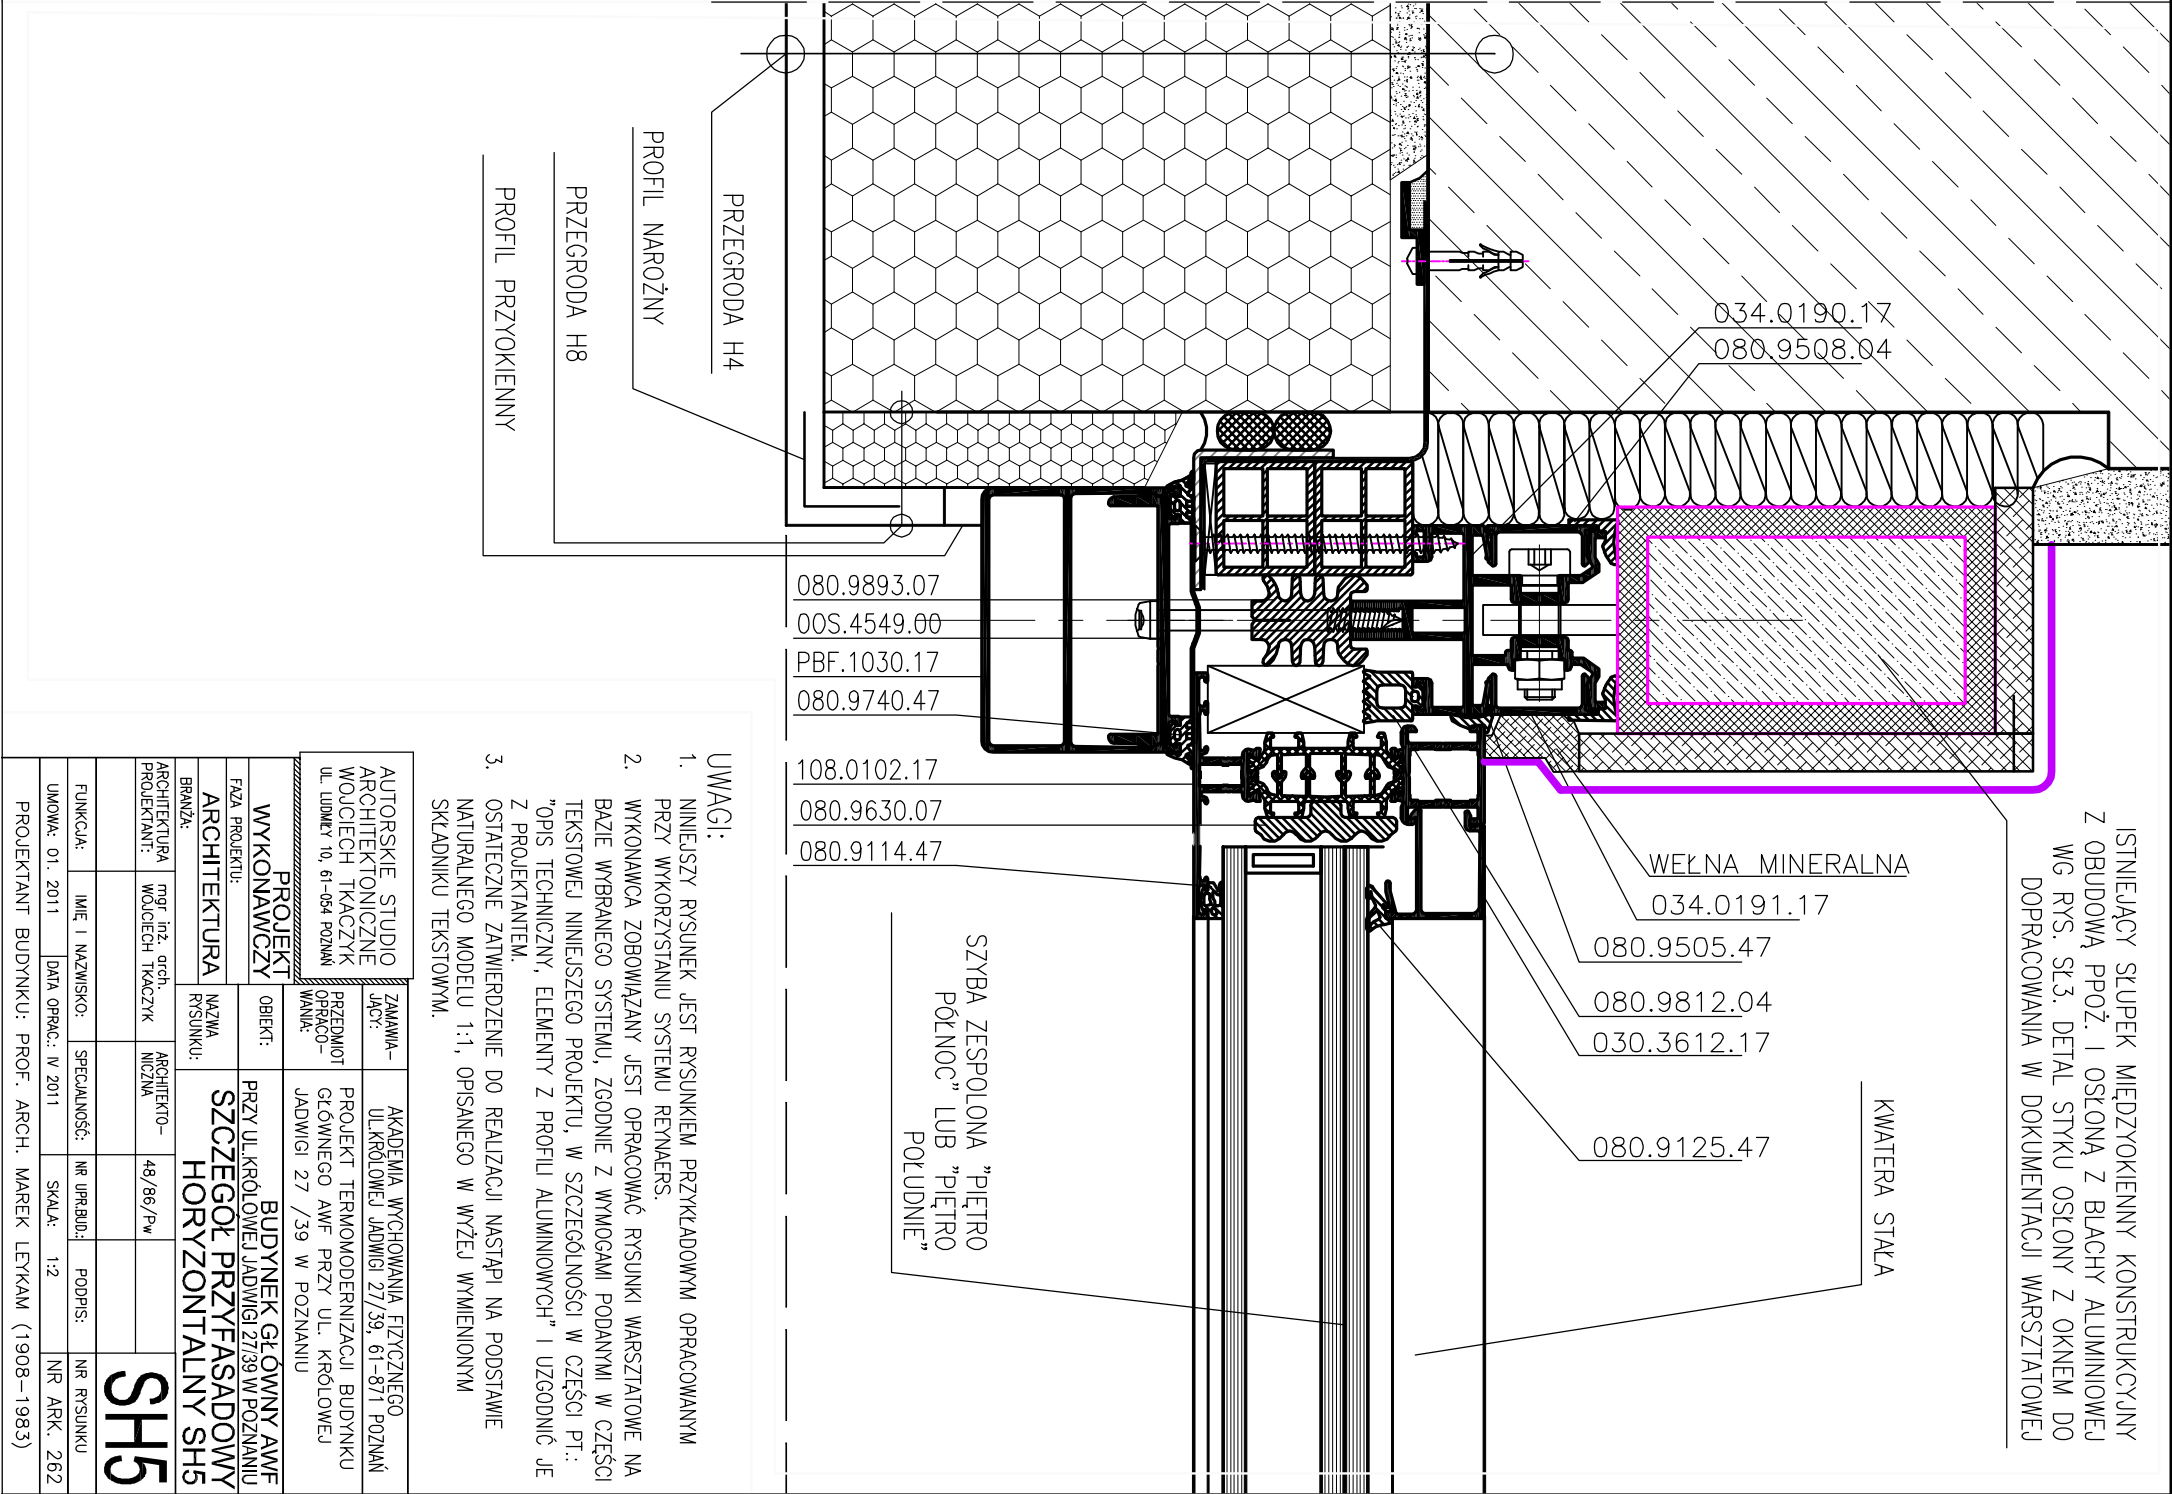 034.0190.17
080.9508.04
PRZEGRODA H4
PROFIL NAROŻNY
PRZEGRODA H8
PROFIL PRZYOKIENNY
080.9893.07
00S.4549.00
PBF.1030.17
080.9740.47
108.0102.17
080.9630.07
080.9114.47
WEŁNA MINERALNA
034.0191.17
080.9505.47
080.9812.04
030.3612.17
080.9125.47
ISTNIEJĄCY SŁUPEK MIĘDZYOKIENNY KONSTRUKCYJNY
Z OBUDOWĄ PPOŻ. I OSŁONĄ Z BLACHY ALUMINIOWEJ
WG RYS. SŁ3. DETAL STYKU OSŁONY Z OKNEM DO
DOPRACOWANIA W DOKUMENTACJI WARSZTATOWEJ
KWATERA STAŁA
SZYBA ZESPOLONA "PIĘTRO
PÓŁNOC" LUB "PIĘTRO
POŁUDNIE"
UWAGI:
1. NINIEJSZY RYSUNEK JEST RYSUNKIEM PRZYKŁADOWYM OPRACOWANYM
PRZY WYKORZYSTANIU SYSTEMU REYNAERS.
2. WYKONAWCA ZOBOWIĄZANY JEST OPRACOWAĆ RYSUNKI WARSZTATOWE NA
BAZIE WYBRANEGO SYSTEMU, ZGODNIE Z WYMOGAMI PODANYMI W CZĘŚCI
TEKSTOWEJ NINIEJSZEGO PROJEKTU, W SZCZEGÓLNOŚCI W CZĘŚCI PT.:
"OPIS TECHNICZNY, ELEMENTY Z PROFILI ALUMINIOWYCH" I UZGODNIĆ JE
Z PROJEKTANTEM.
3. OSTATECZNE ZATWIERDZENIE DO REALIZACJI NASTĄPI NA PODSTAWIE
NATURALNEGO MODELU 1:1, OPISANEGO W WYŻEJ WYMIENIONYM
SKŁADNIKU TEKSTOWYM.
AUTORSKIE STUDIO
ARCHITEKTONICZNE
WOJCIECH TKACZYK
UL. LUDMIŁY 10, 61-054 POZNAŃ
ZAMAWIA-
JĄCY:
AKADEMIA WYCHOWANIA FIZYCZNEGO
UL.KRÓLOWEJ JADWIGI 27/39, 61-871 POZNAŃ
PRZEDMIOT
OPRACO-
WANIA:
PROJEKT TERMOMODERNIZACJI BUDYNKU
GŁÓWNEGO AWF PRZY UL. KRÓLOWEJ
JADWIGI 27 /39 W POZNANIU
PROJEKT
WYKONAWCZY
FAZA PROJEKTU:
OBIEKT:
BUDYNEK GŁÓWNY AWF
PRZY UL.KRÓLOWEJ JADWIGI 27/39 W POZNANIU
ARCHITEKTURA
BRANŻA:
NAZWA
RYSUNKU:
SZCZEGÓŁ PRZYFASADOWY
HORYZONTALNY SH5
ARCHITEKTURA
PROJEKTANT:
mgr inż. arch.
WOJCIECH TKACZYK
ARCHITEKTO-
NICZNA
48/86/Pw
SH5
FUNKCJA:
IMIĘ I NAZWISKO:
SPECJALNOŚĆ:
NR UPR.BUD.:
PODPIS:
NR RYSUNKU
UMOWA: 01. 2011
DATA OPRAC.: IV 2011
SKALA: 1:2
NR ARK. 262
PROJEKTANT BUDYNKU: PROF. ARCH. MAREK LEYKAM (1908-1983)